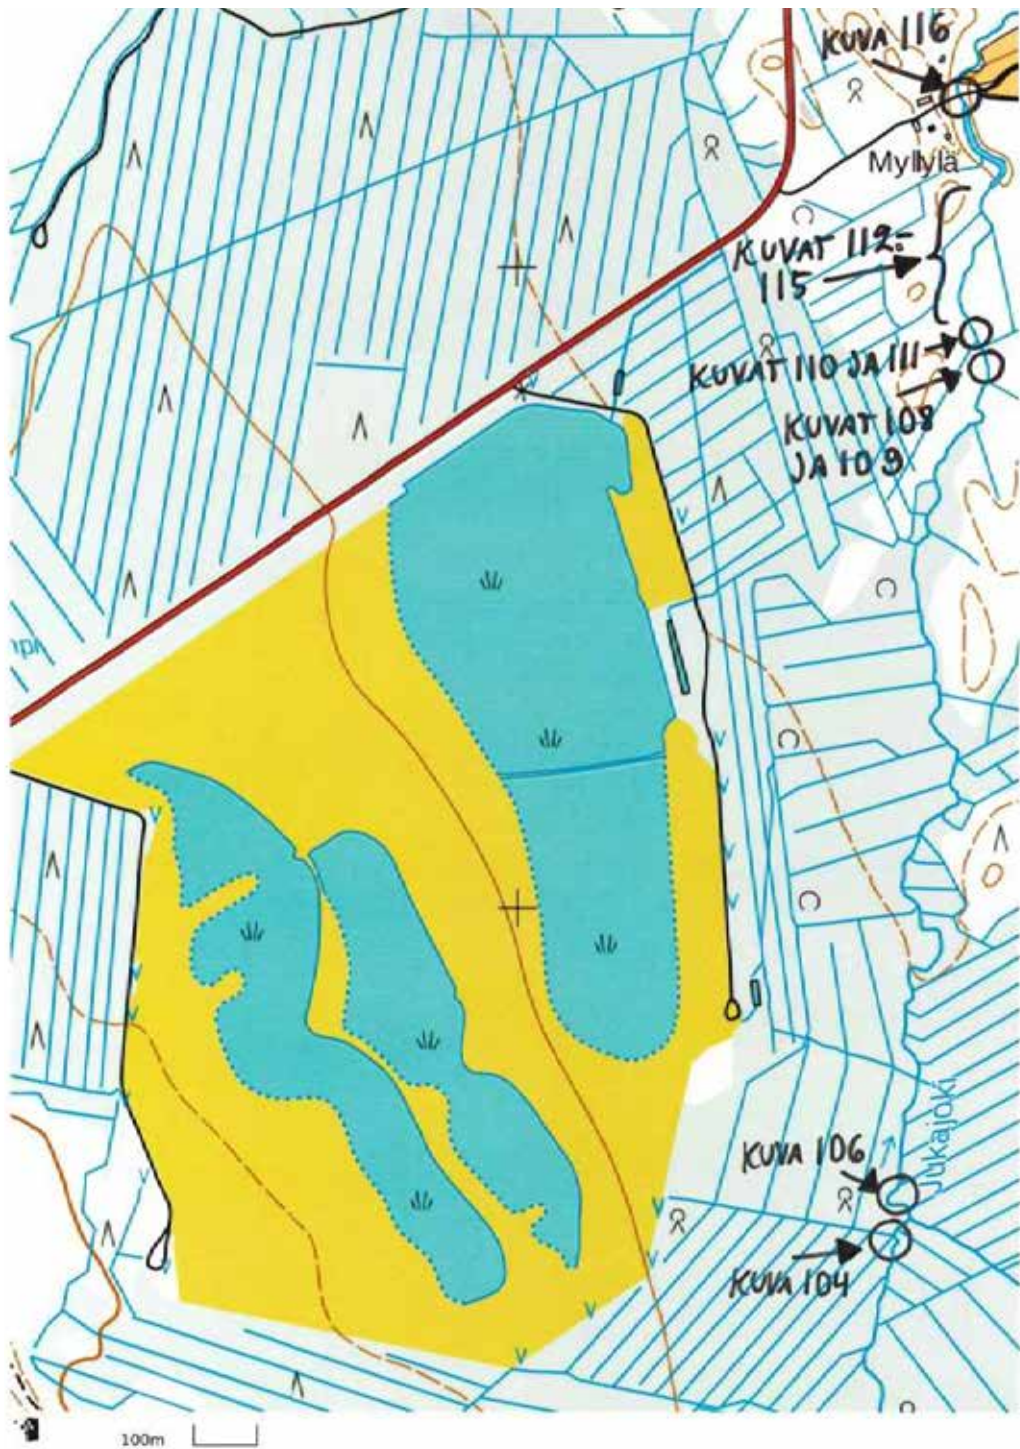 KUVA 116
Myllylä
KUVAT 112-
115
KUVAT 110 JA 111
KUVAT 108
JA 109
Jukajoki
KUVA 106
KUVA 104
100m